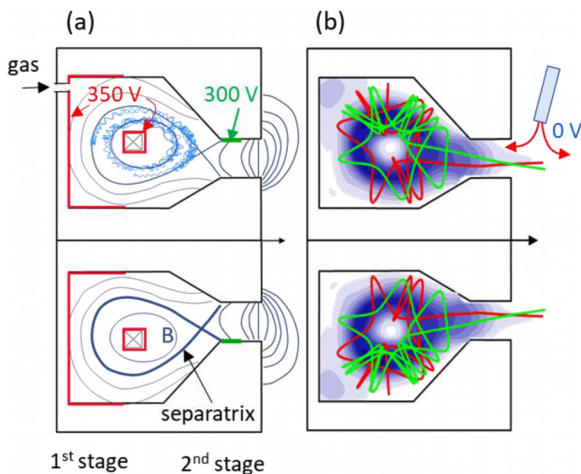 (a) (b)
gas
350 V 300 V
0 V
B
separatrix
1st stage 2nd stage